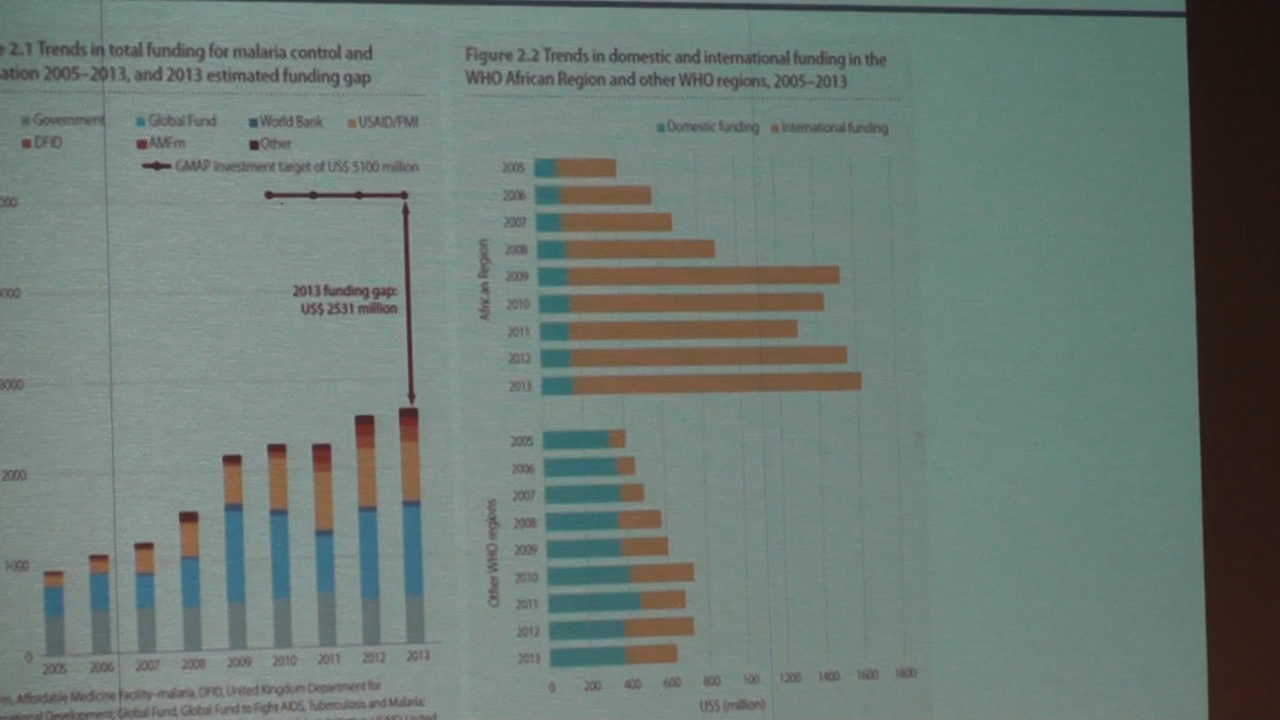 2.1 Trends in total funding for malaria control and
ation 2005–2013, and 2013 estimated funding gap
Government
Global Fund
World Bank
USAID/PMI
DFID
AMFm
Other
GMAP investment target of US$ 5100 million
2013 funding gap:
US$ 2531 million
000
000
3000
2000
1000
0
2005 2006 2007 2008 2009 2010 2011 2012 2013
m, Affordable Medicine Facility–malaria, DFID, United Kingdom Department for
national Development; Global Fund, Global Fund to Fight AIDS, Tuberculosis and Malaria;
Figure 2.2 Trends in domestic and international funding in the
WHO African Region and other WHO regions, 2005–2013
Domestic funding
International funding
African Region
2005
2006
2007
2008
2009
2010
2011
2012
2013
Other WHO regions
2005
2006
2007
2008
2009
2010
2011
2012
2013
0 200 400 600 800 100 1200 1400 1600 1800
US$ (million)